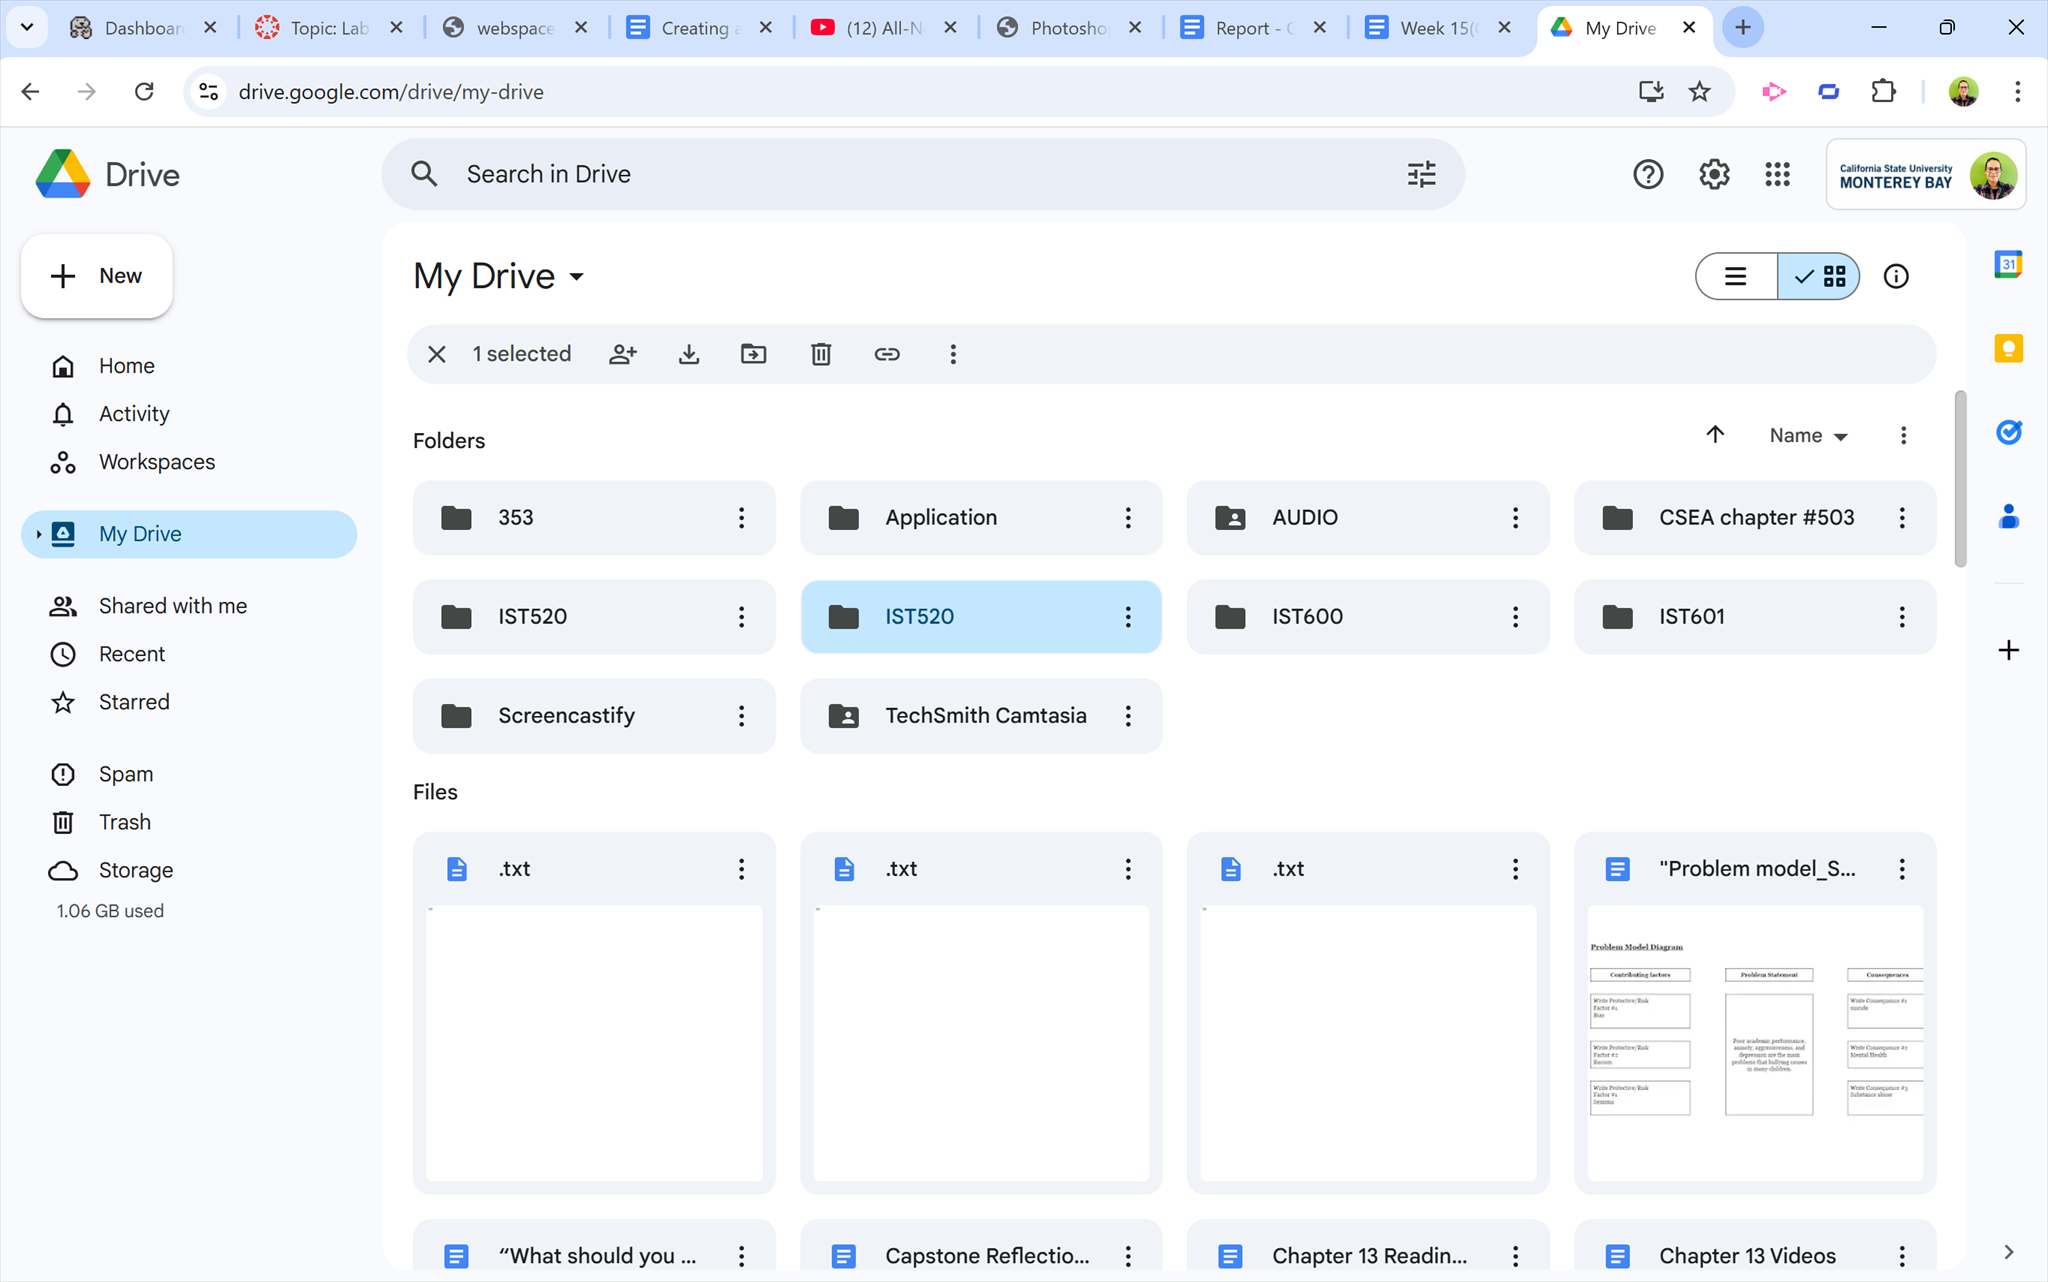 Dashboar
Topic: Lab
webspace
Creating a
(12) All-N
Photosho
Report - G
Week 15(
My Drive
drive.google.com/drive/my-drive
Drive
Search in Drive
California State University
MONTEREY BAY
New
My Drive
31
1 selected
Home
Activity
Workspaces
Folders
Name
353
Application
AUDIO
CSEA chapter #503
My Drive
Shared with me
IST520
IST520
IST600
IST601
Recent
Starred
Screencastify
TechSmith Camtasia
Spam
Files
Trash
Storage
1.06 GB used
.txt
.txt
.txt
"Problem model_S...
Problem Model Diagram
Contributing factors
Problem Statement
Consequences
Write Protective/Risk
Factor #1
Bias
Write Consequence #1
suicide
Poor academic performance,
anxiety, aggressiveness, and
depression are the main
problems that bullying causes
in many children.
Write Protective/Risk
Factor #2
Racism
Write Consequence #2
Mental Health
Write Protective/Risk
Factor #1
Sexisms
Write Consequence #3
Substance abuse
“What should you ...
Capstone Reflectio...
Chapter 13 Readin...
Chapter 13 Videos